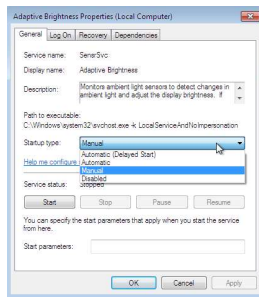 Adaptive Brightness Properties (Local Computer)
General Log On Recovery Dependencies
Service name: SensrSvc
Display name: Adaptive Brightness
Description: Monitors ambient light sensors to detect changes in
ambient light and adjust the display brightness. If
Path to executable:
C:\Windows\system32\svchost.exe -k LocalServiceAndNoImpersonation
Startup type: Manual
Automatic (Delayed Start)
Help me configure Automatic
Manual
Disabled
Service status: Stopped
Start Stop Pause Resume
You can specify the start parameters that apply when you start the service
from here.
Start parameters:
OK Cancel Apply